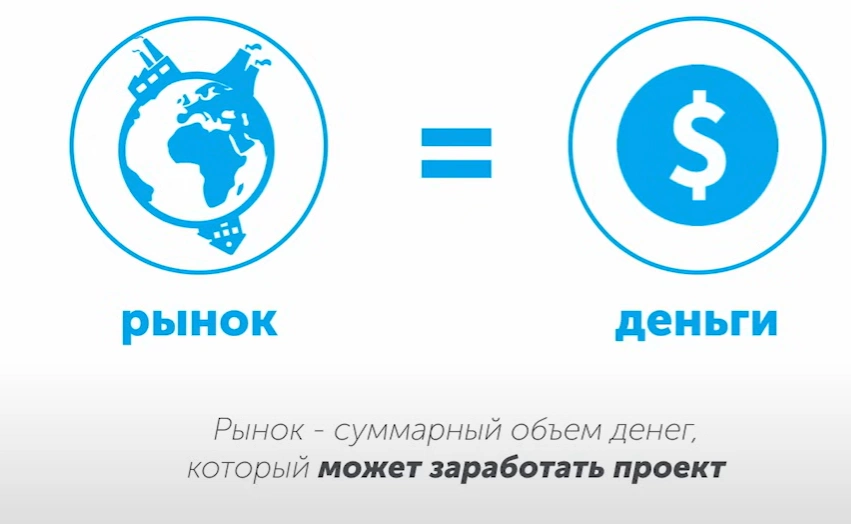 $
рынок
=
деньги
Рынок - суммарный объем денег,
который может заработать проект